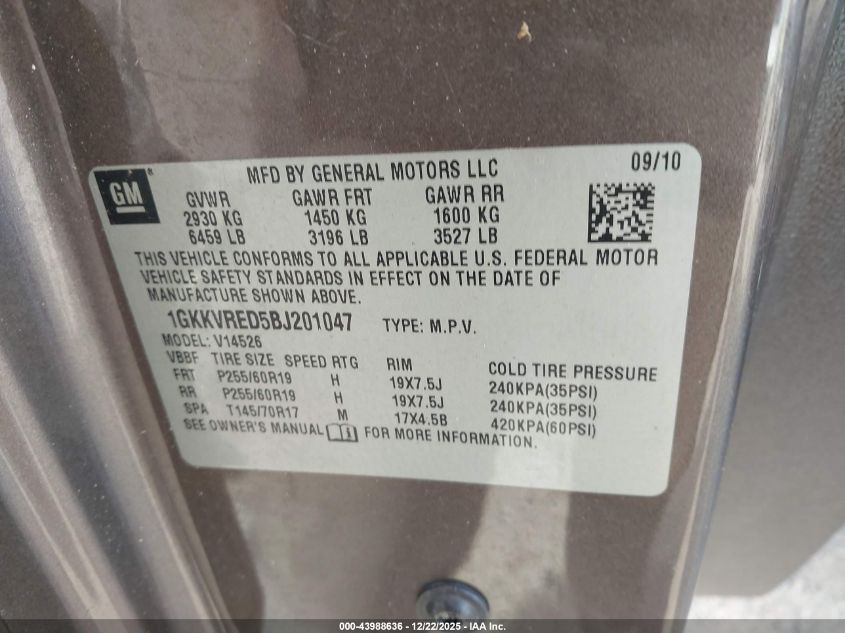 GM®
MFD BY GENERAL MOTORS LLC 09/10
GVWR GAWR FRT GAWR RR
2930 KG 1450 KG 1600 KG
6459 LB 3196 LB 3527 LB
THIS VEHICLE CONFORMS TO ALL APPLICABLE U.S. FEDERAL MOTOR
VEHICLE SAFETY STANDARDS IN EFFECT ON THE DATE OF
MANUFACTURE SHOWN ABOVE.
1GKKVRED5BJ201047 TYPE: M.P.V.
MODEL: V14526
VBBF TIRE SIZE SPEED RTG RIM COLD TIRE PRESSURE
FRT P255/60R19 H 19X7.5J 240KPA(35PSI)
RR P255/60R19 H 19X7.5J 240KPA(35PSI)
SPA T145/70R17 M 17X4.5B 420KPA(60PSI)
SEE OWNER'S MANUAL FOR MORE INFORMATION.
000-43988636 - 12/22/2025 - IAA Inc.